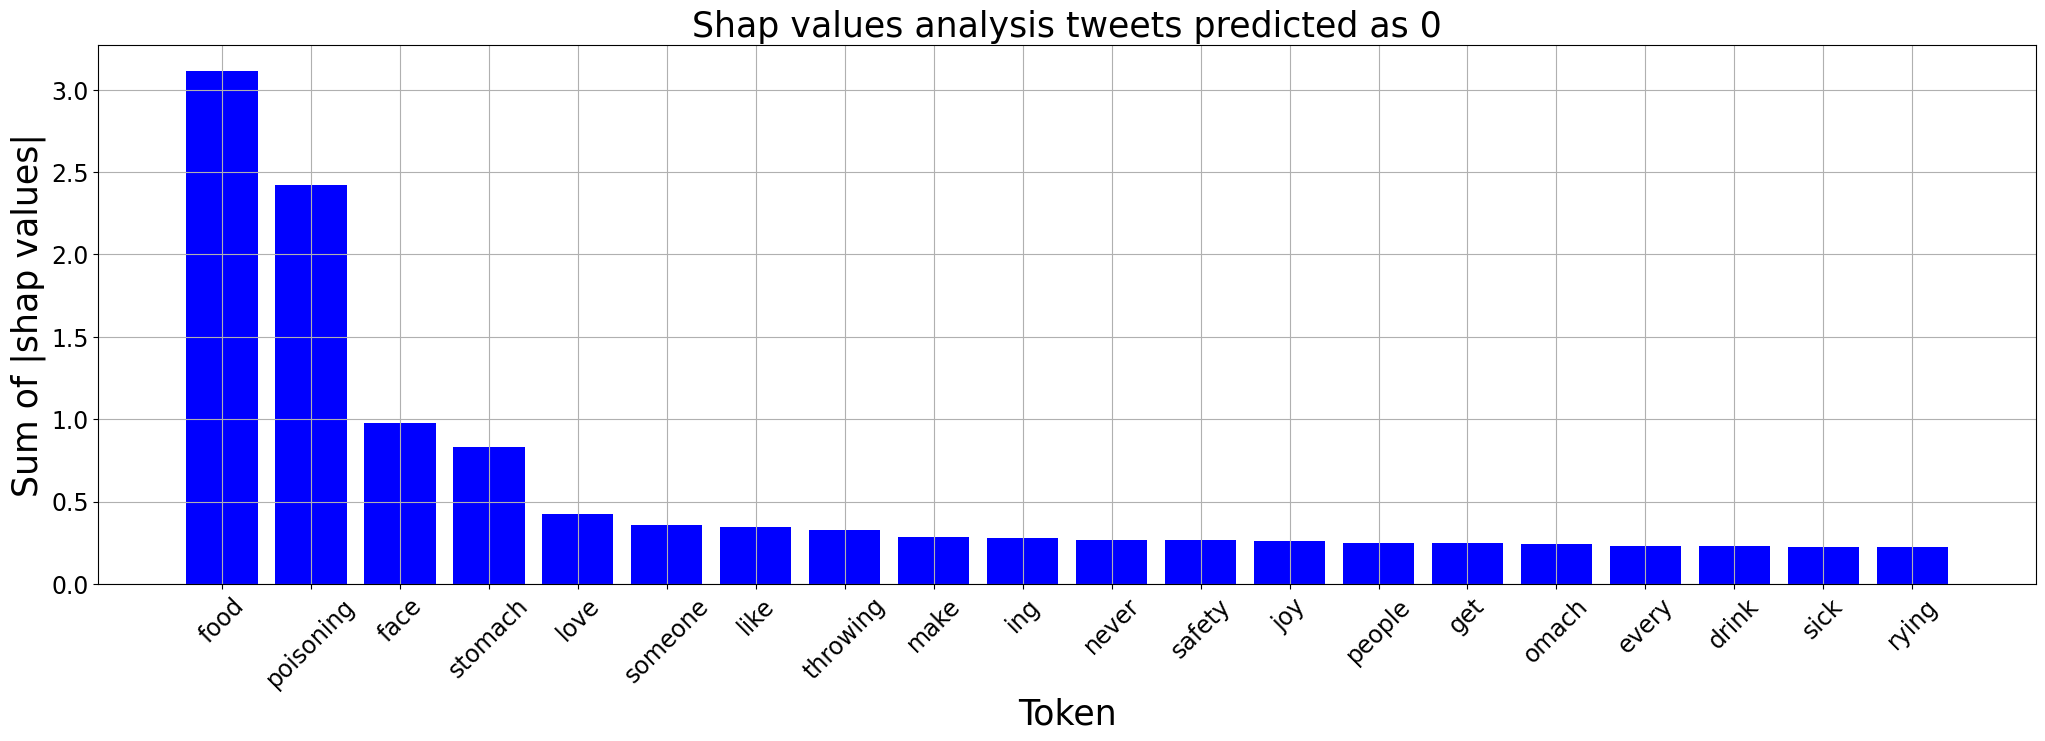 Shap values analysis tweets predicted as 0
Sum of |shap values|
3.0
2.5
2.0
1.5
1.0
0.5
0.0
food
poisoning
face
stomach
love
someone
like
throwing
make
ing
never
safety
joy
people
get
omach
every
drink
sick
rying
Token